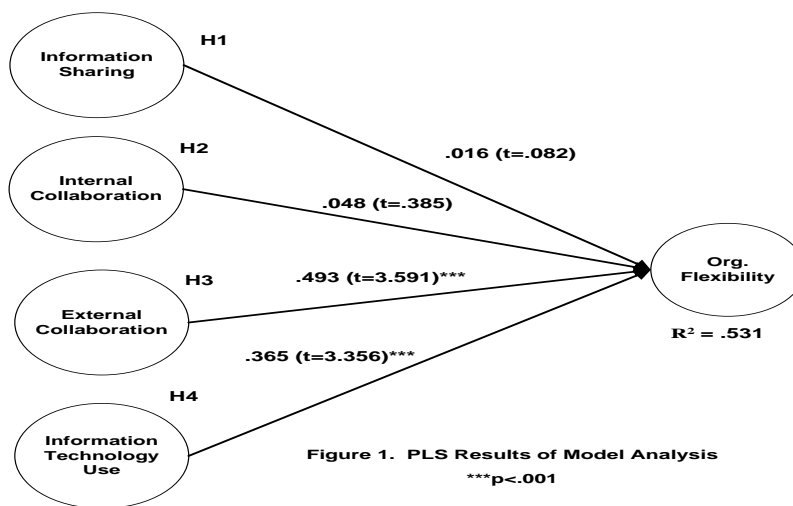 H1
Information
Sharing
H2
.016 (t=.082)
Internal
Collaboration
.048 (t=.385)
Org.
Flexibility
H3
.493 (t=3.591)***
External
Collaboration
R² = .531
.365 (t=3.356)***
H4
Information
Technology
Use
Figure 1. PLS Results of Model Analysis
***p<.001